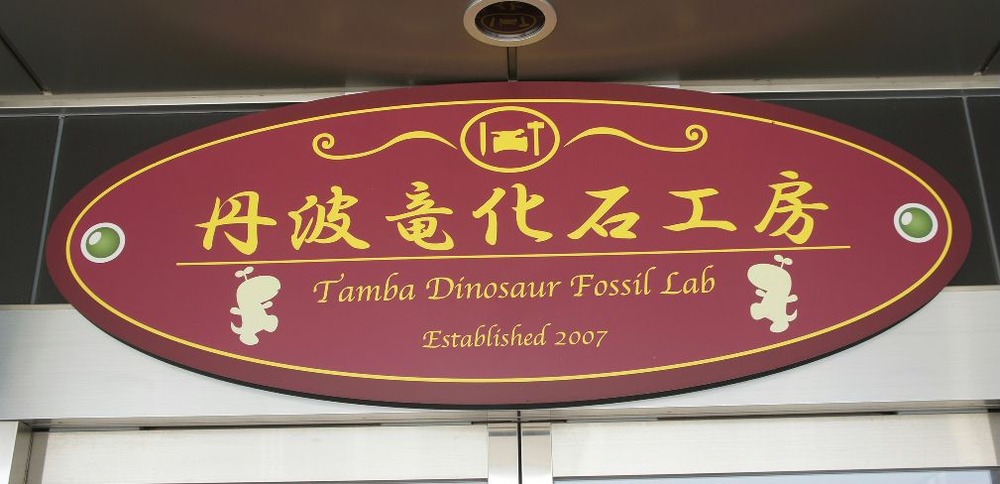 丹波竜化石工房
Tamba Dinosaur Fossil Lab
Established 2007